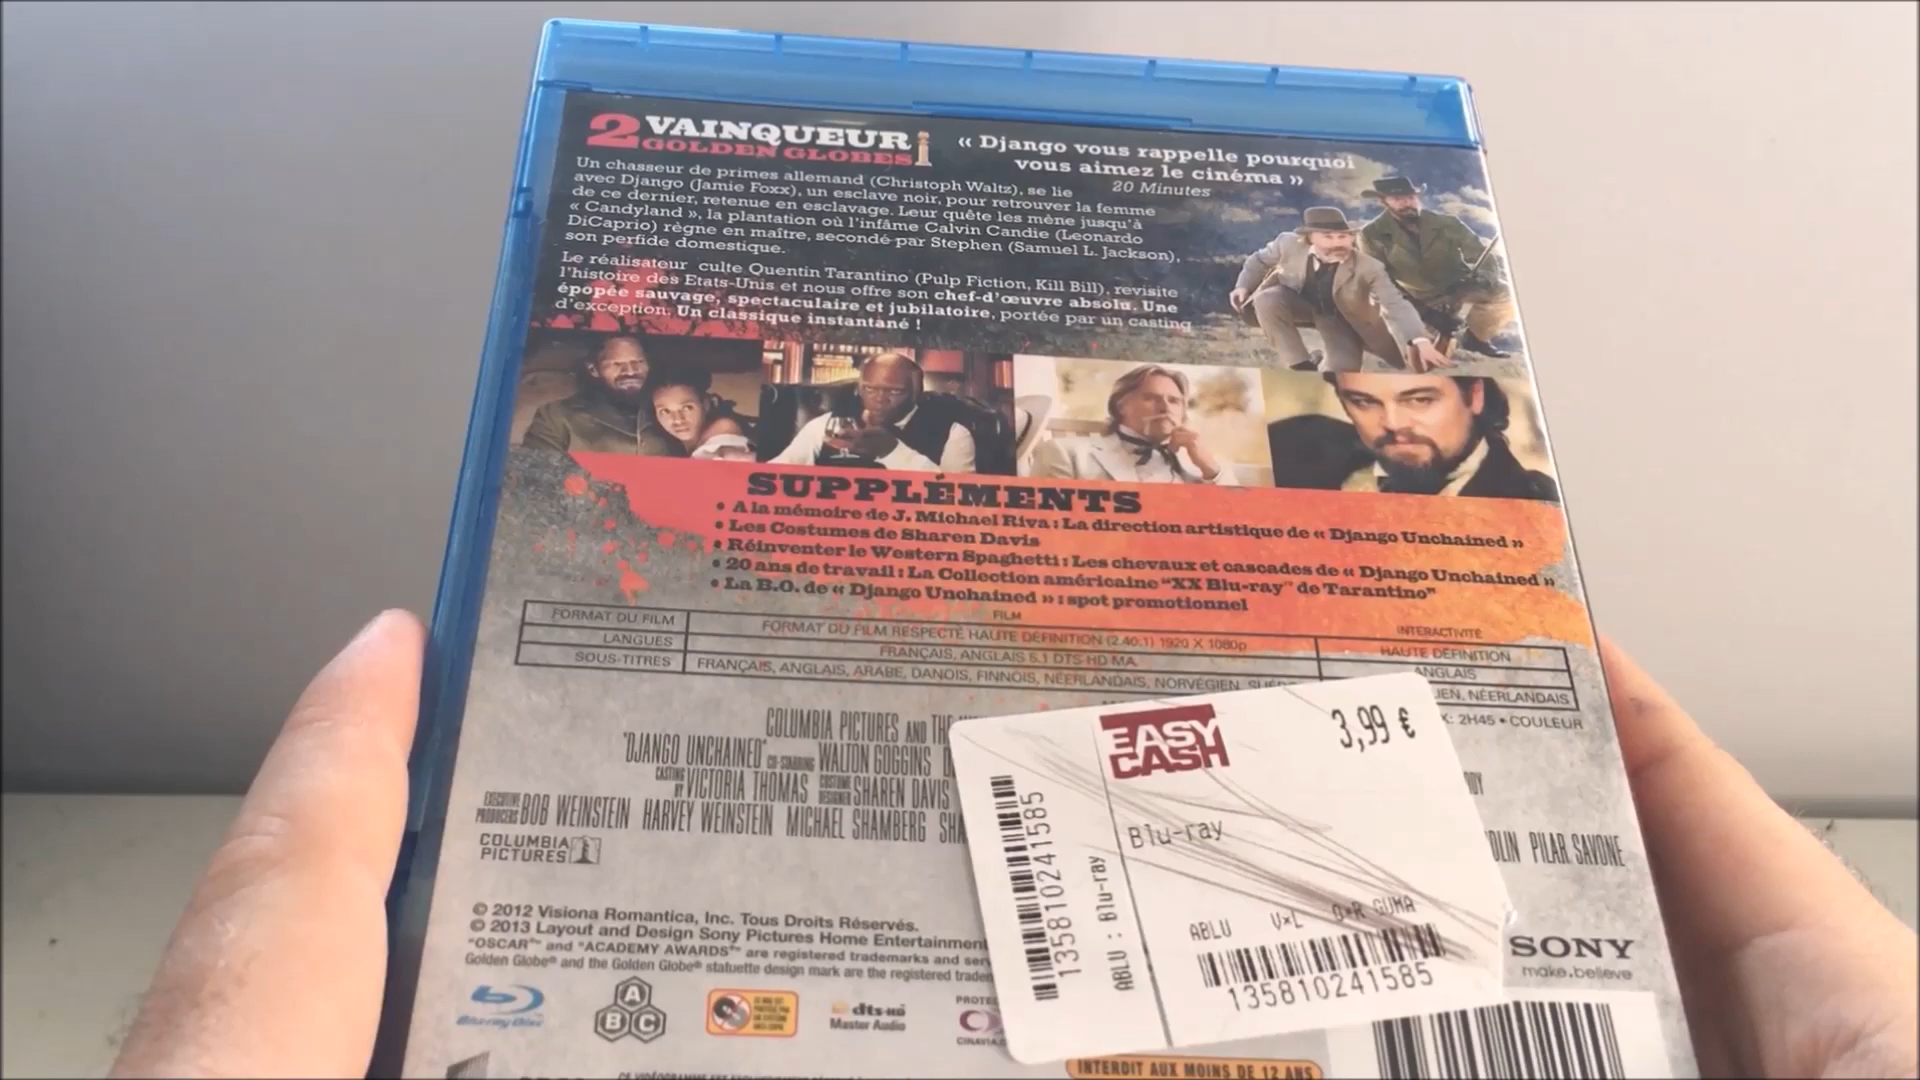 2 VAINQUEUR
GOLDEN GLOBES
« Django vous rappelle pourquoi
vous aimez le cinéma »
20 Minutes
Un chasseur de primes allemand (Christoph Waltz), se lie
avec Django (Jamie Foxx), un esclave noir, pour retrouver la femme
de ce dernier, retenue en esclavage. Leur quête les mène jusqu'à
« Candyland », la plantation où l'infâme Calvin Candie (Leonardo
DiCaprio) règne en maître, secondé par Stephen (Samuel L. Jackson),
son perfide domestique.
Le réalisateur culte Quentin Tarantino (Pulp Fiction, Kill Bill), revisite
l'histoire des Etats-Unis et nous offre son chef-d'œuvre absolu. Une
épopée sauvage, spectaculaire et jubilatoire, portée par un casting
d'exception. Un classique instantané !
SUPPLÉMENTS
• A la mémoire de J. Michael Riva : La direction artistique de « Django Unchained »
• Les Costumes de Sharen Davis
• Réinventer le Western Spaghetti : Les chevaux et cascades de « Django Unchained »
• 20 ans de travail : La Collection américaine "XX Blu-ray" de Tarantino"
• La B.O. de « Django Unchained » : spot promotionnel
FILM
INTERACTIVITÉ
FORMAT DU FILM
FORMAT DU FILM RESPECTÉ HAUTE DÉFINITION (2.40:1) 1920 X 1080p
HAUTE DÉFINITION
LANGUES
FRANÇAIS, ANGLAIS 5.1 DTS HD MA
ANGLAIS
SOUS-TITRES
FRANÇAIS, ANGLAIS, ARABE, DANOIS, FINNOIS, NÉERLANDAIS, NORVÉGIEN,
NÉERLANDAIS
2H45 • COULEUR
COLUMBIA PICTURES AND THE
"DJANGO UNCHAINED" CO-STARRING WALTON GOGGINS
CASTING BY VICTORIA THOMAS COSTUME DESIGNER SHAREN DAVIS
EXECUTIVE PRODUCERS BOB WEINSTEIN HARVEY WEINSTEIN MICHAEL SHAMBERG
PILAR SAVONE
COLUMBIA
PICTURES
© 2012 Visiona Romantica, Inc. Tous Droits Réservés.
© 2013 Layout and Design Sony Pictures Home Entertainment
"OSCAR®" and "ACADEMY AWARDS®" are registered trademarks and
Golden Globe® and the Golden Globe® statuette design mark are the registered
Blu-ray Disc
A
B C
dts-HD
Master Audio
INTERDIT AUX MOINS DE 12 ANS
SONY
make.believe
EASY
CASH
3,99 €
Blu-ray
ABLU V*L O*R GUMA
135810241585
135810241585
ABLU : Blu-ray